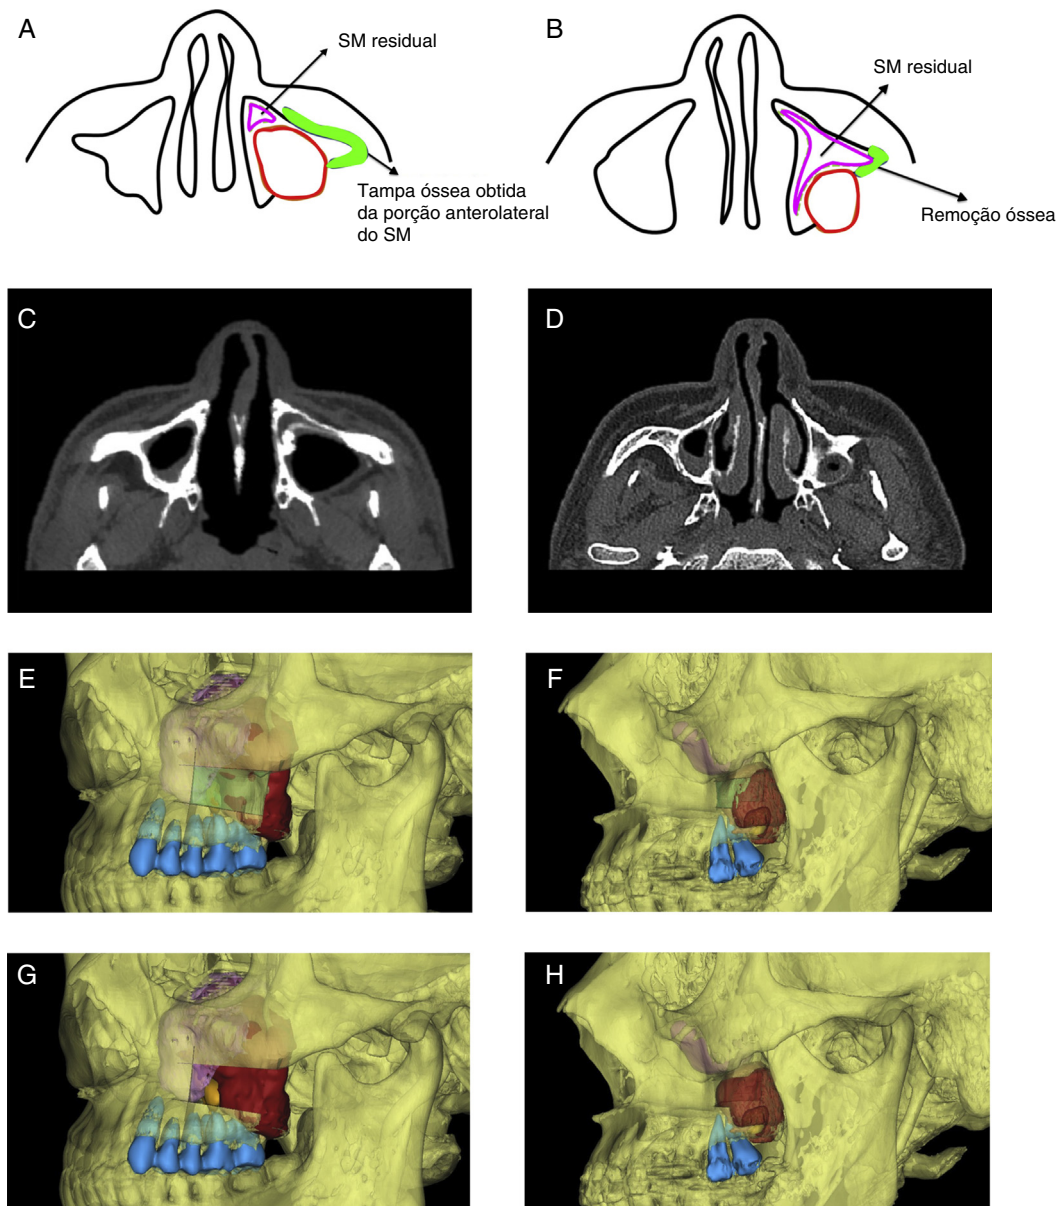 A
SM residual
Tampa óssea obtida
da porção anterolateral
do SM
B
SM residual
Remoção óssea
C
D
E
F
G
H